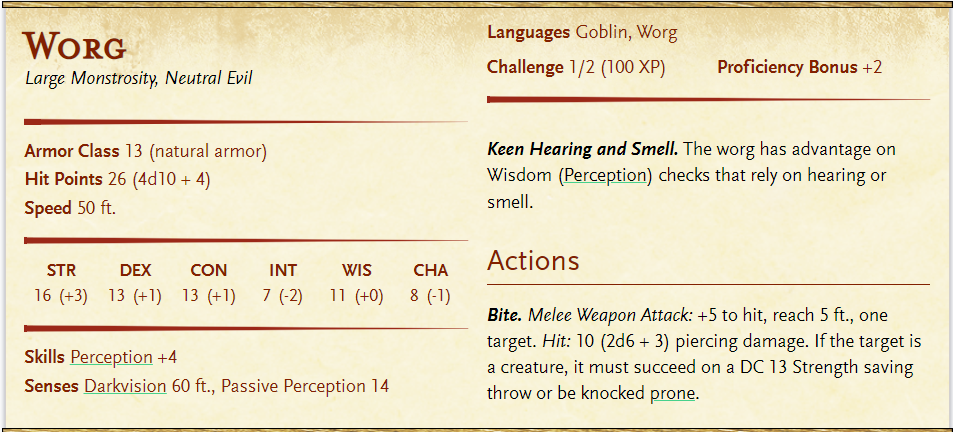 Worg
Large Monstrosity, Neutral Evil
Armor Class 13 (natural armor)
Hit Points 26 (4d10 + 4)
Speed 50 ft.
STR DEX CON INT WIS CHA
16 (+3) 13 (+1) 13 (+1) 7 (-2) 11 (+0) 8 (-1)
Skills Perception +4
Senses Darkvision 60 ft., Passive Perception 14
Languages Goblin, Worg
Challenge 1/2 (100 XP) Proficiency Bonus +2
Keen Hearing and Smell. The worg has advantage on
Wisdom (Perception) checks that rely on hearing or
smell.
Actions
Bite. Melee Weapon Attack: +5 to hit, reach 5 ft., one
target. Hit: 10 (2d6 + 3) piercing damage. If the target is
a creature, it must succeed on a DC 13 Strength saving
throw or be knocked prone.